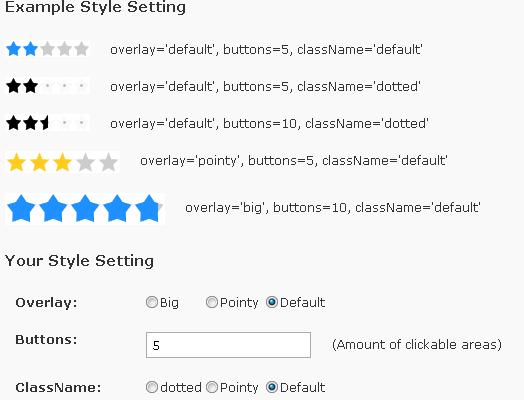 Example Style Setting
overlay='default', buttons=5, className='default'
overlay='default', buttons=5, className='dotted'
overlay='default', buttons=10, className='dotted'
overlay='pointy', buttons=5, className='default'
overlay='big', buttons=10, className='default'
Your Style Setting
Overlay: Big Pointy Default
Buttons: 5 (Amount of clickable areas)
ClassName: dotted Pointy Default